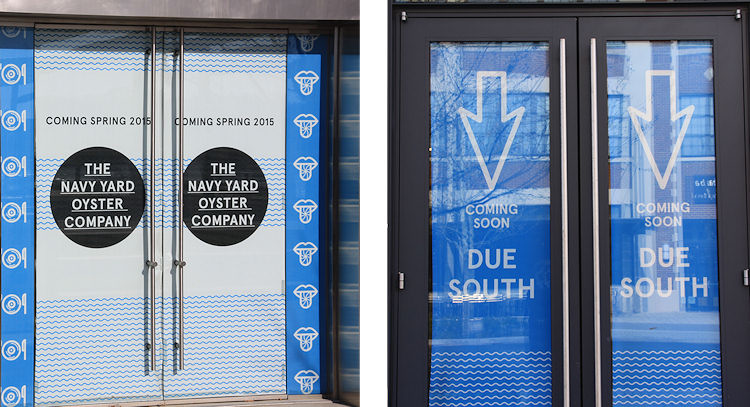 COMING SPRING 2015
THE
NAVY YARD
OYSTER
COMPANY
COMING SPRING 2015
THE
NAVY YARD
OYSTER
COMPANY
COMING
SOON
DUE
SOUTH
COMING
SOON
DUE
SOUTH